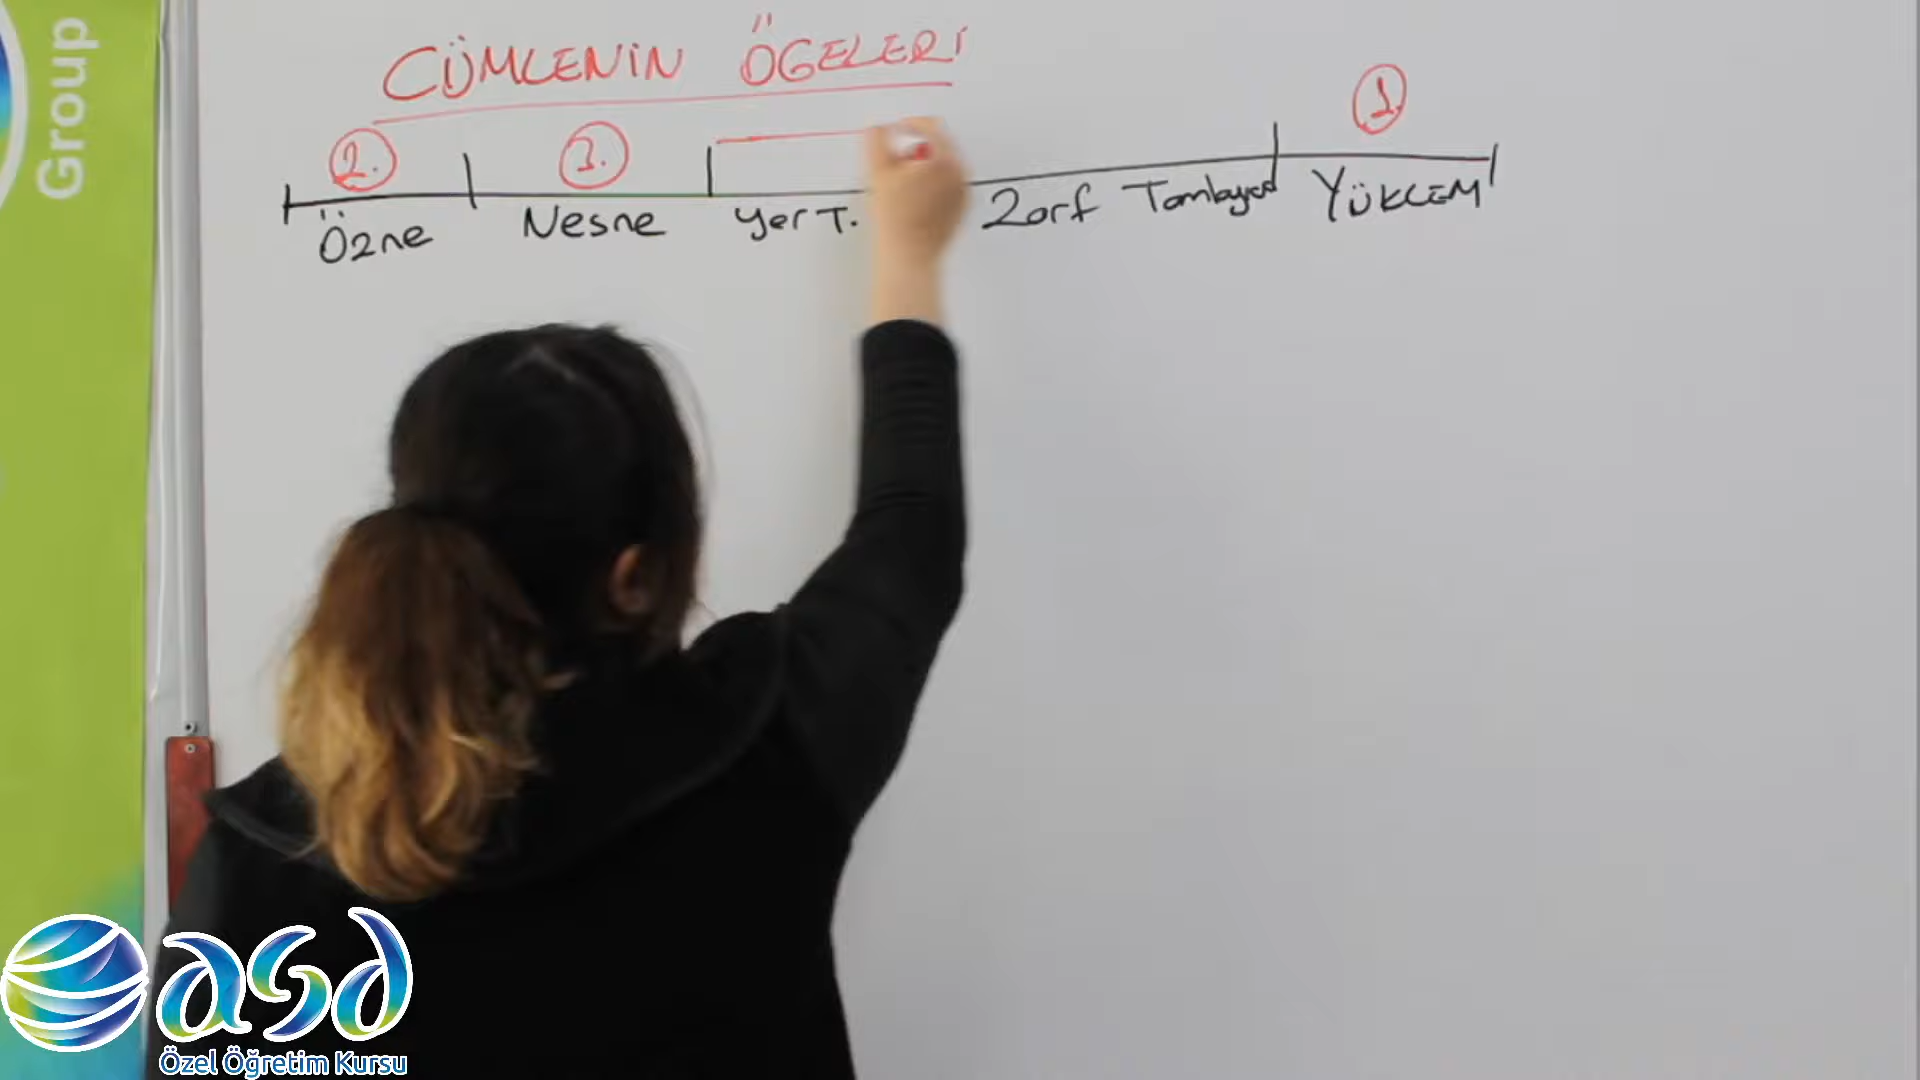 Group
CÜMLENİN ÖGELERİ
2. 3. 1.
Özne Nesne Yer T. Zarf Tamlayıcı YÜKLEM
asd
Özel Öğretim Kursu